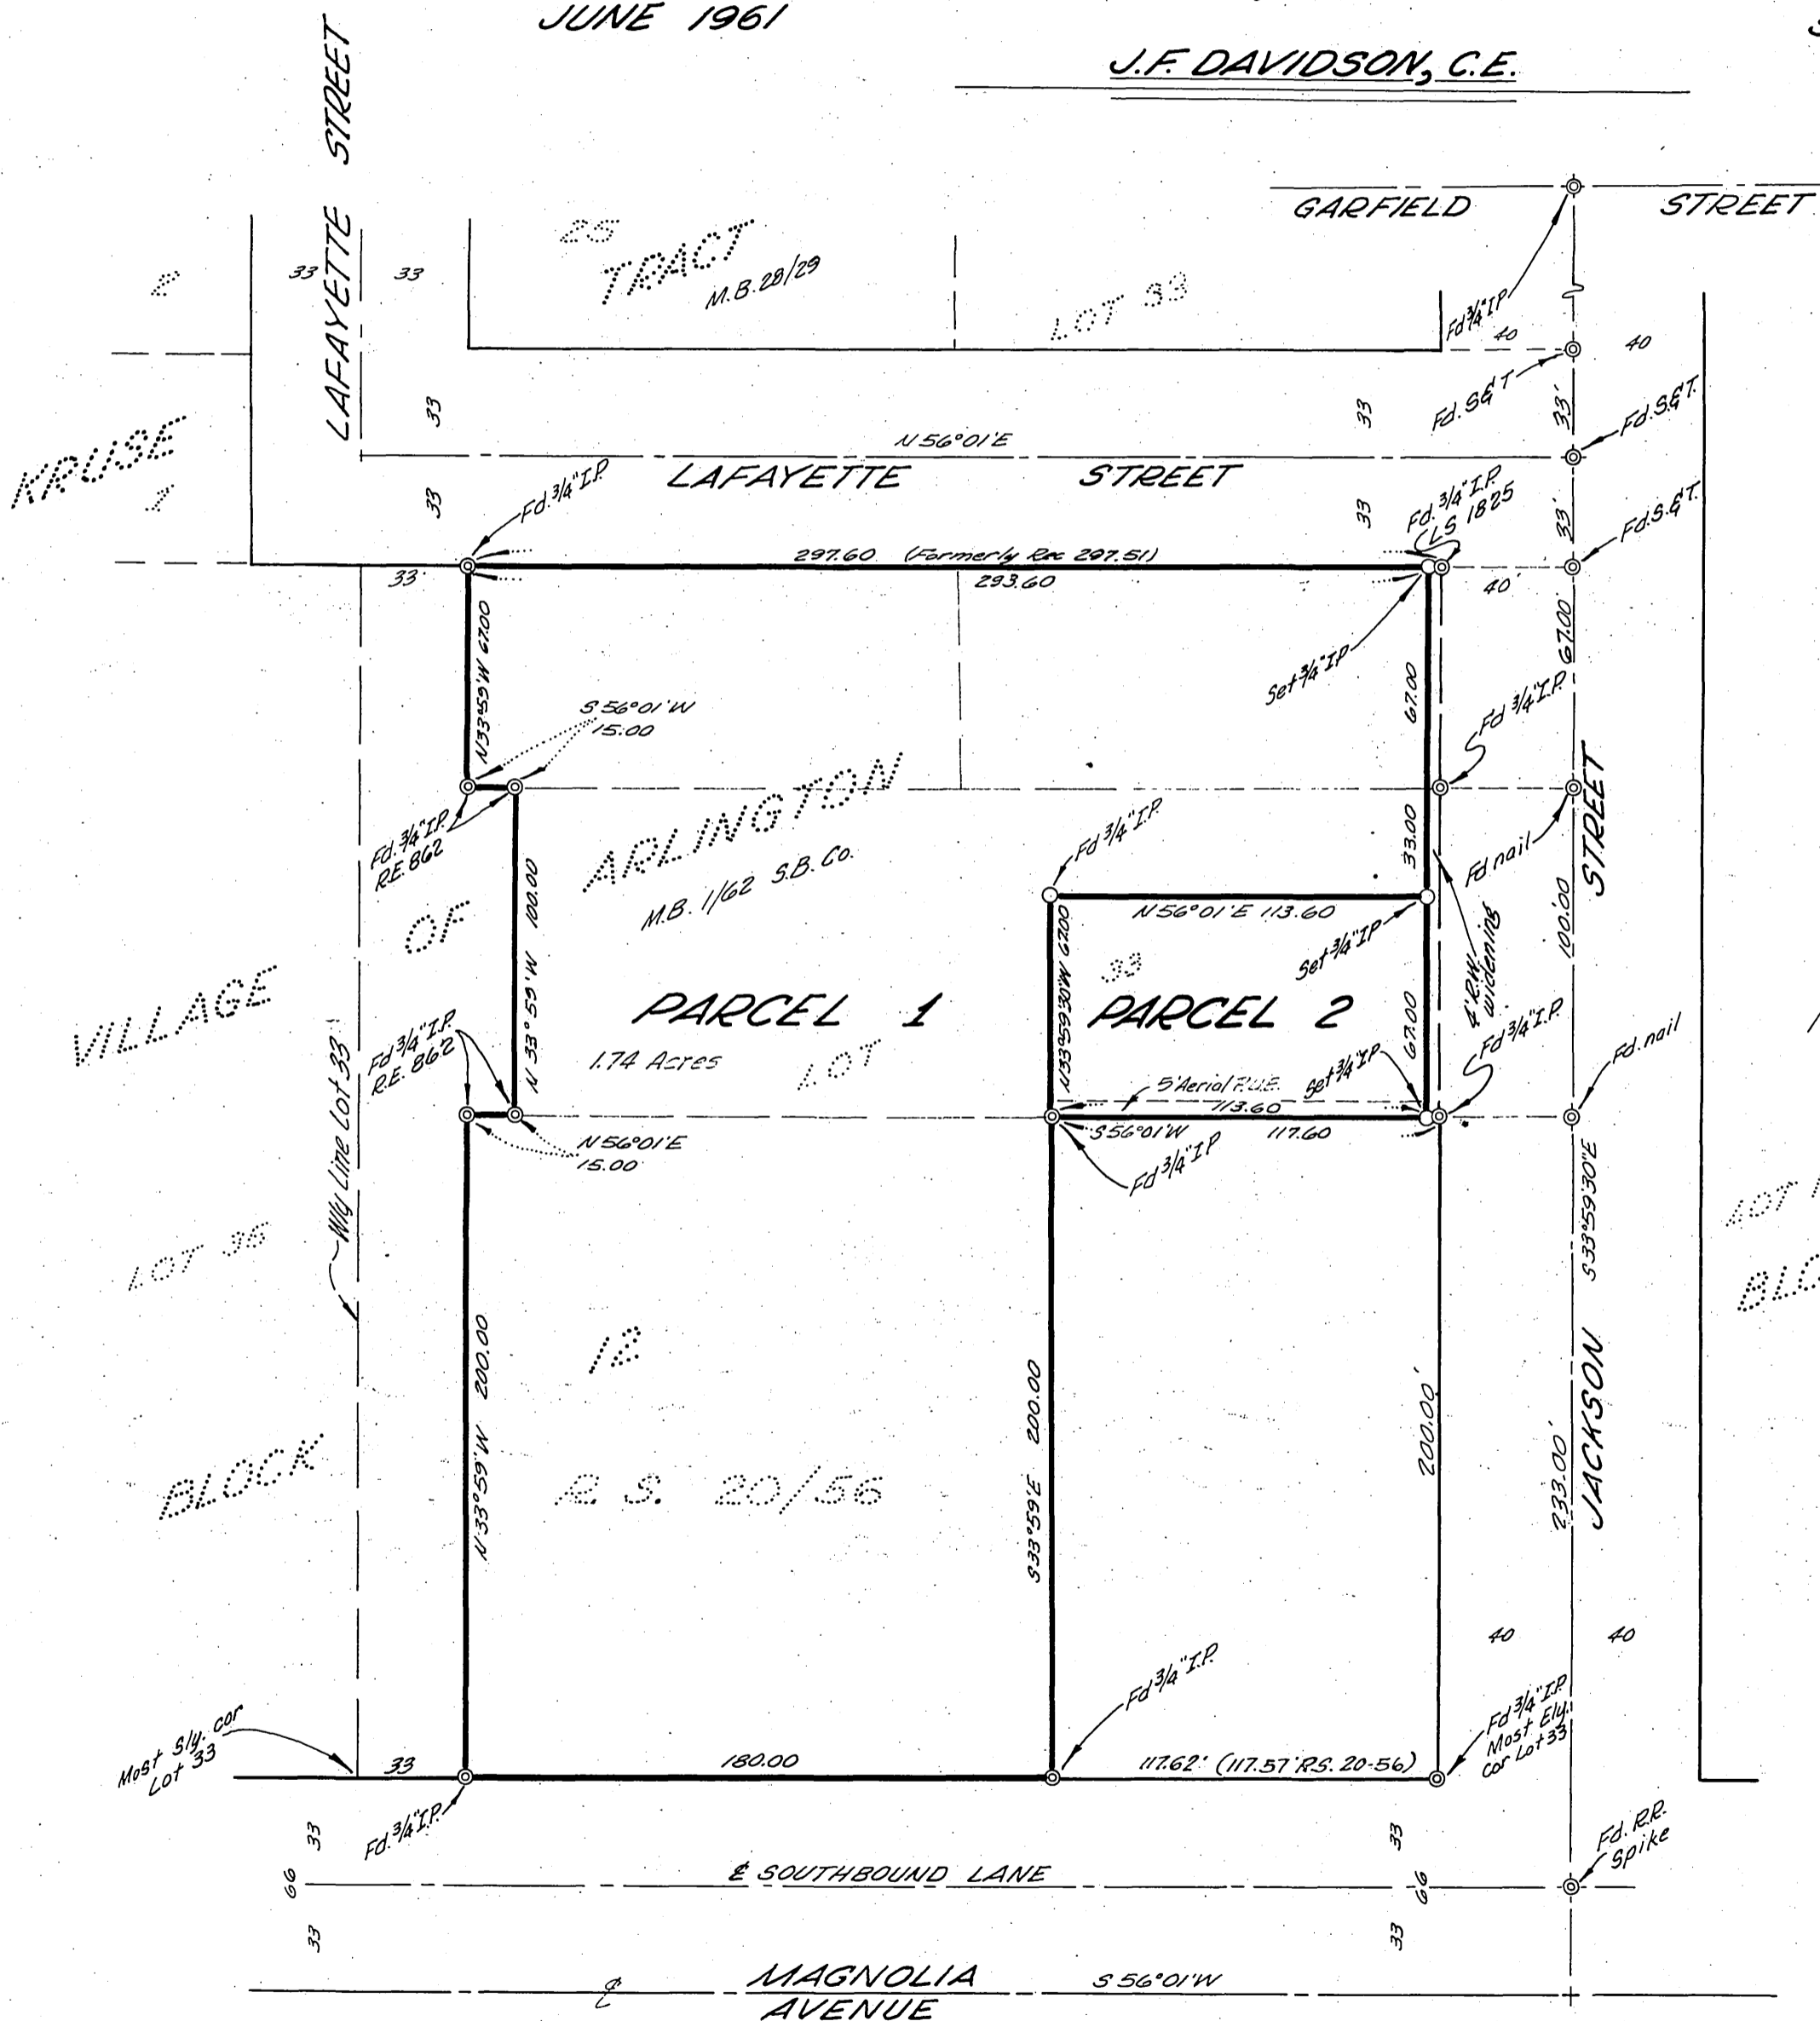 JUNE 1961
J.F. DAVIDSON, C.E.
LAFAYETTE STREET
GARFIELD STREET
25
TRACT
M.B. 28/29
LOT 33
33
33
Fd 3/4" I.P.
40
40
Fd. S.&T
33'
Fd. S.&T.
KRUSE
33
33
N 56°01'E
LAFAYETTE STREET
33
33
Fd. 3/4" I.P.
Fd. 3/4" I.P.
LS 1825
33'
Fd. S.&T.
297.60 (Formerly Rec 297.51)
293.60
33'
40'
N33°59'W 67.00
Set 3/4" I.P.
67.00
67.00'
S 56°01'W
15.00
Fd 3/4" I.P.
Fd. 3/4" I.P.
R.E. 862
ARLINGTON
M.B. 1/62 S.B. Co.
Fd 3/4" I.P.
33.00
Fd nail
STREET
OF
N 33°59'W 100.00
N 56°01'E 113.60
Set 3/4" I.P.
4' R.W. widening
100.00'
VILLAGE
33
PARCEL 1
PARCEL 2
N33°59'30"W 67.00
67.00
1.74 Acres
LOT
Fd 3/4" I.P.
R.E. 862
5' Aerial P.U.E.
Set 3/4" I.P.
Fd 3/4" I.P.
Fd. nail
113.60
S 56°01'W 117.60
N 56°01'E
15.00
Fd 3/4" I.P.
Wly Line Lot 33
S33°59'30"E
LOT 36
LOT
BLO
12
N 33°59'W 200.00
S33°59'E 200.00
200.00'
233.00'
JACKSON
BLOCK
R. S. 20/56
40
40
Most Sly. cor
Lot 33
33
180.00
Fd 3/4" I.P.
117.62' (117.57' R.S. 20-56)
Fd 3/4" I.P.
Most Ely.
cor Lot 33
Fd. 3/4" I.P.
33
66
33
℄ SOUTHBOUND LANE
33
66
33
Fd. R.R.
Spike
℄
MAGNOLIA
AVENUE
S 56°01'W